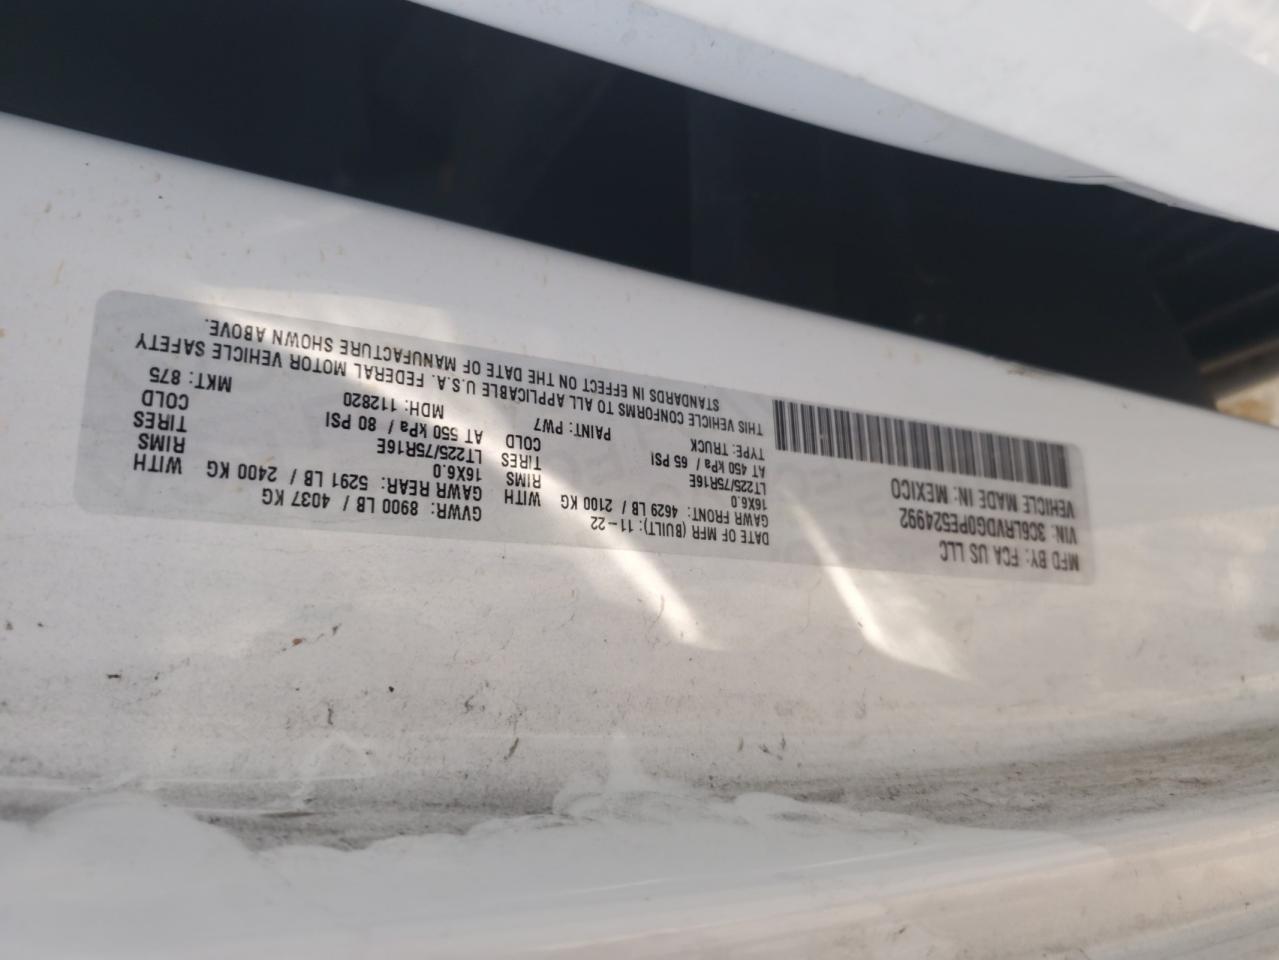 MFD BY: FCA US LLC
VIN: 3C6LRVDG0PE524992
VEHICLE MADE IN: MEXICO
DATE OF MFR (BUILT): 11-22
GVWR: 8900 LB / 4037 KG
GAWR FRONT: 4629 LB / 2100 KG WITH
GAWR REAR: 5291 LB / 2400 KG WITH
16X6.0 RIMS
16X6.0 RIMS
LT225/75R16E TIRES
LT225/75R16E TIRES
AT 450 kPa / 65 PSI COLD
AT 550 kPa / 80 PSI COLD
TYPE: TRUCK PAINT: PW7 MDH: 112820 MKT: 875
THIS VEHICLE CONFORMS TO ALL APPLICABLE U.S.A. FEDERAL MOTOR VEHICLE SAFETY
STANDARDS IN EFFECT ON THE DATE OF MANUFACTURE SHOWN ABOVE.